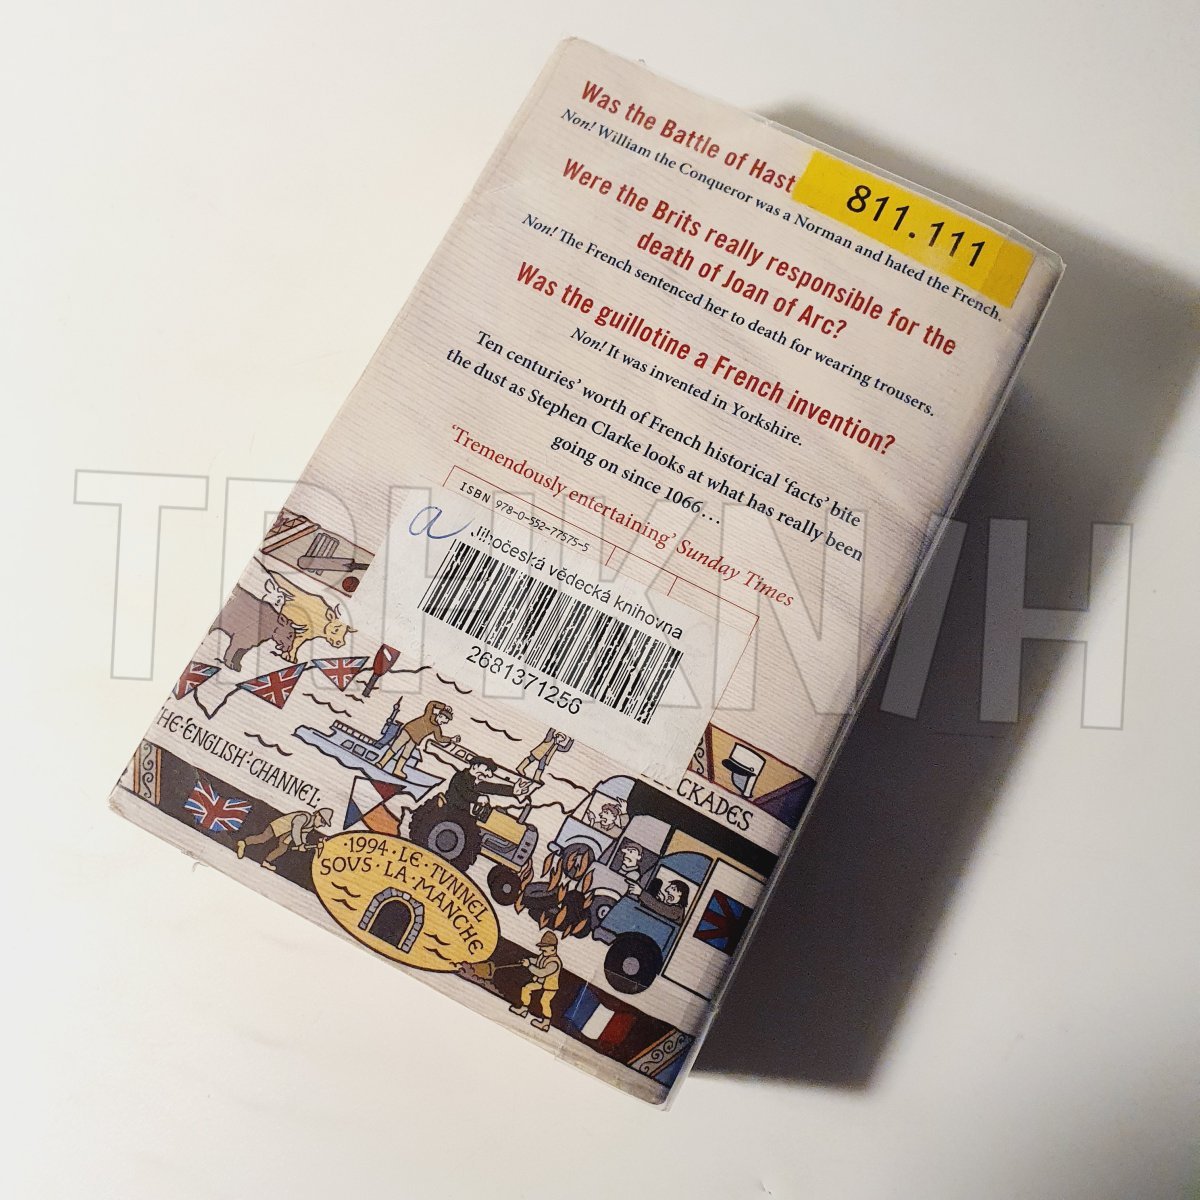 Was the Battle of Hast
811.111
Non! William the Conqueror was a Norman and hated the French.
Were the Brits really responsible for the
death of Joan of Arc?
Non! The French sentenced her to death for wearing trousers.
Was the guillotine a French invention?
Non! It was invented in Yorkshire.
Ten centuries' worth of French historical 'facts' bite
the dust as Stephen Clarke looks at what has really been
going on since 1066...
'Tremendously entertaining' Sunday Times
ISBN 978-0-552-77575-5
a
Jihočeská vědecká knihovna
2681371256
HE·ENGLISH·CHANNEL·
CKADES
·1994·LE·TVNNEL
SOVS·LA·MANCHE
TRHKNIH